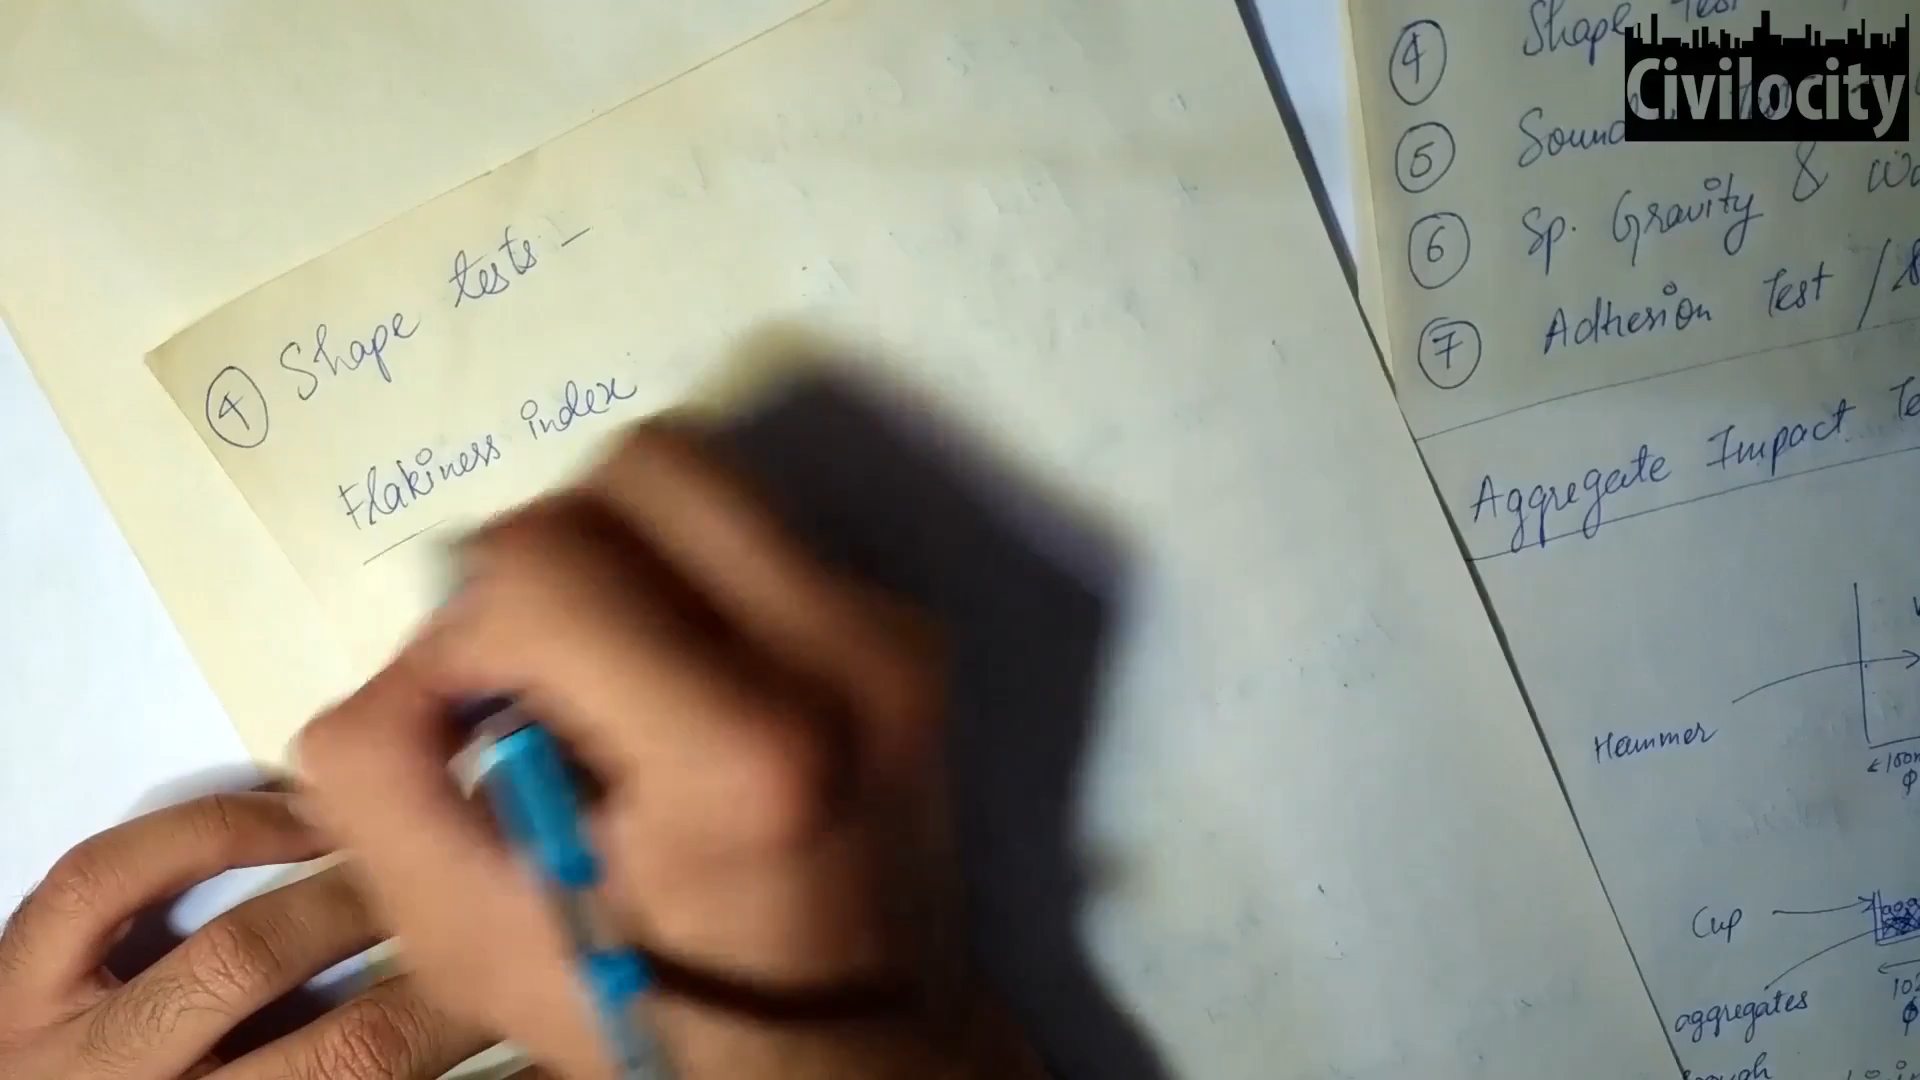 ④ Shape tests –
Flakiness index
④ Shape Test
⑤
⑥ Sp. Gravity &
⑦ Adhesion Test /
Aggregate Impact
Hammer
Cup
aggregates
Civilocity